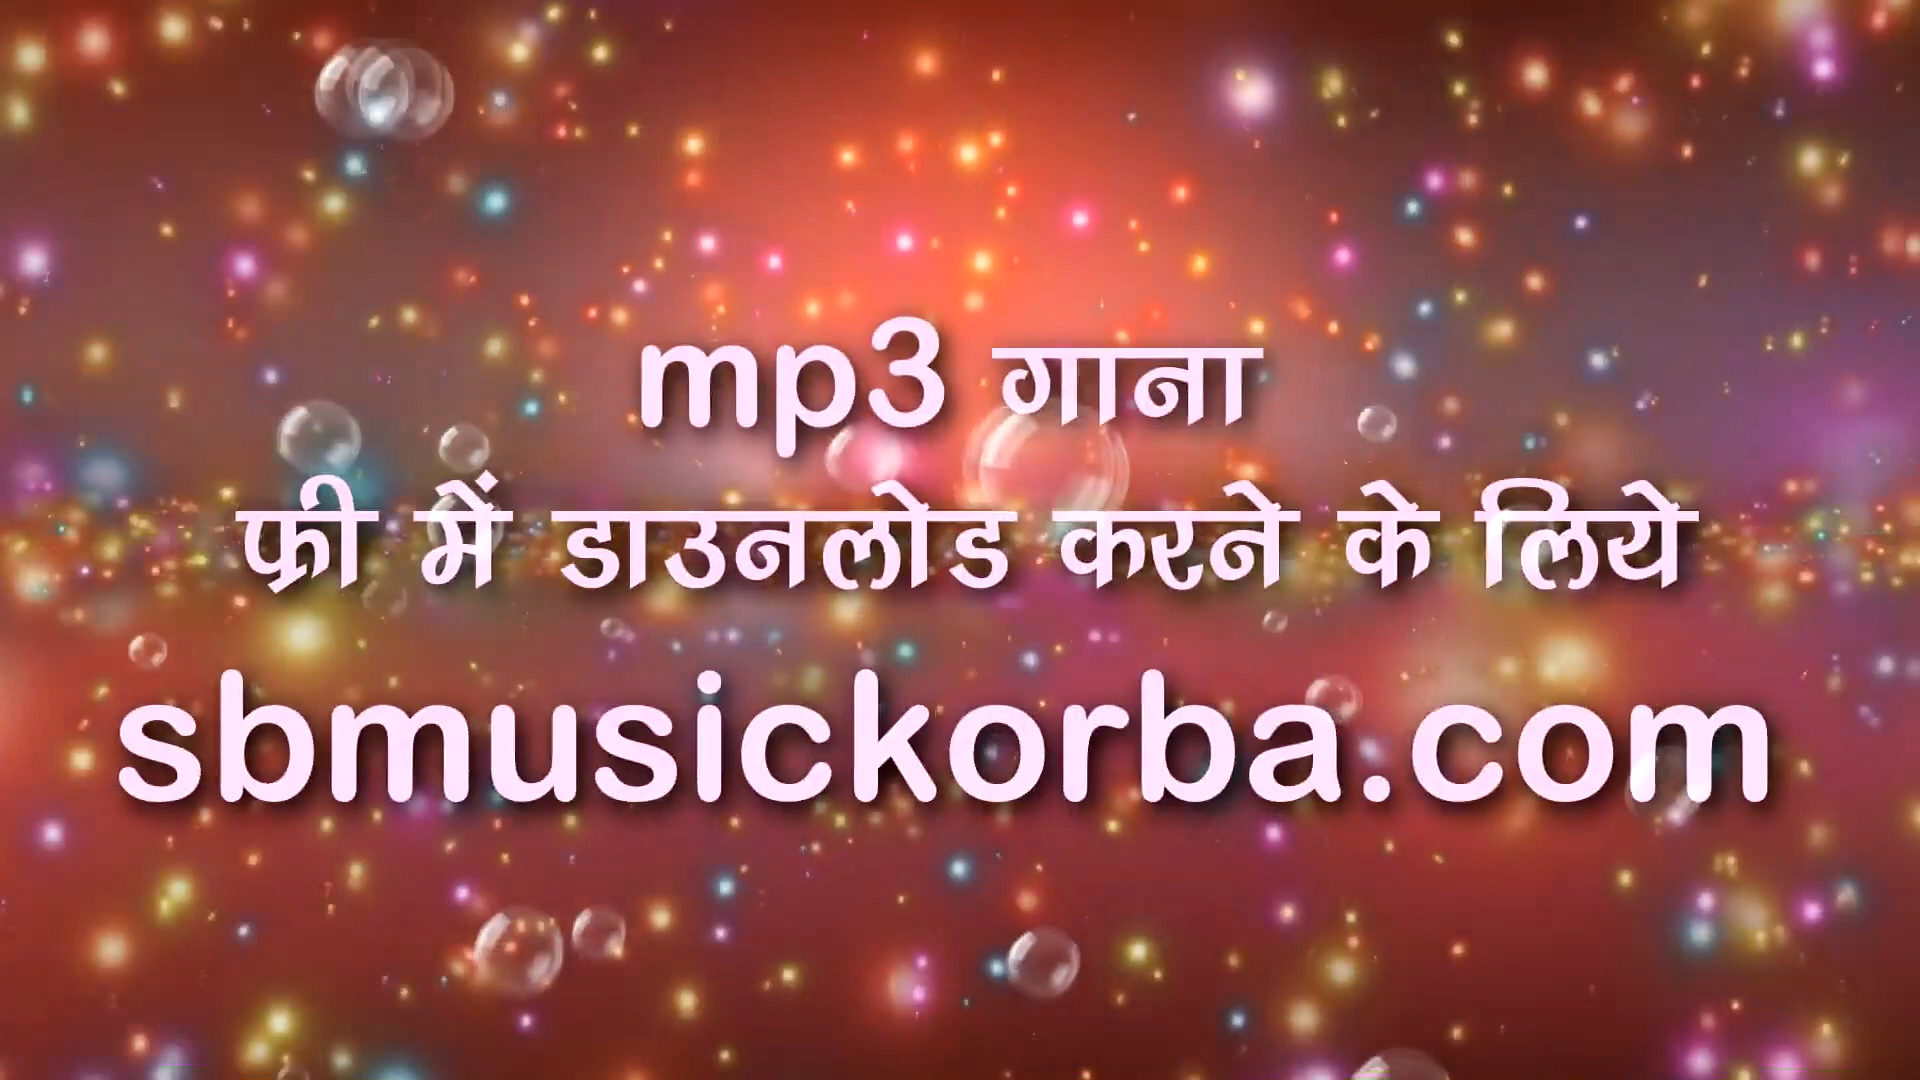 mp3 गाना
फ्री में डाउनलोड करने के लिये
sbmusickorba.com